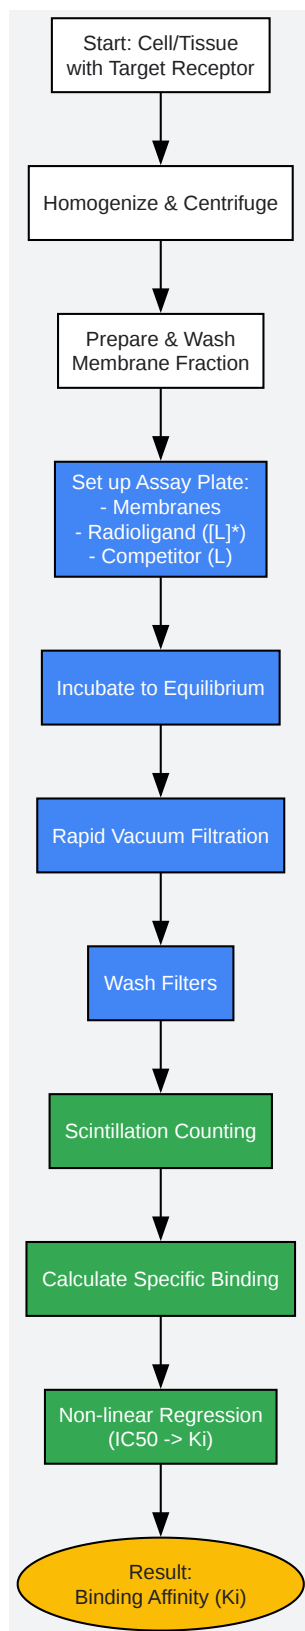 Start: Cell/Tissue
with Target Receptor
Homogenize & Centrifuge
Prepare & Wash
Membrane Fraction
Set up Assay Plate:
- Membranes
- Radioligand ([L]*)
- Competitor (L)
Incubate to Equilibrium
Rapid Vacuum Filtration
Wash Filters
Scintillation Counting
Calculate Specific Binding
Non-linear Regression
(IC50 -> Ki)
Result:
Binding Affinity (Ki)